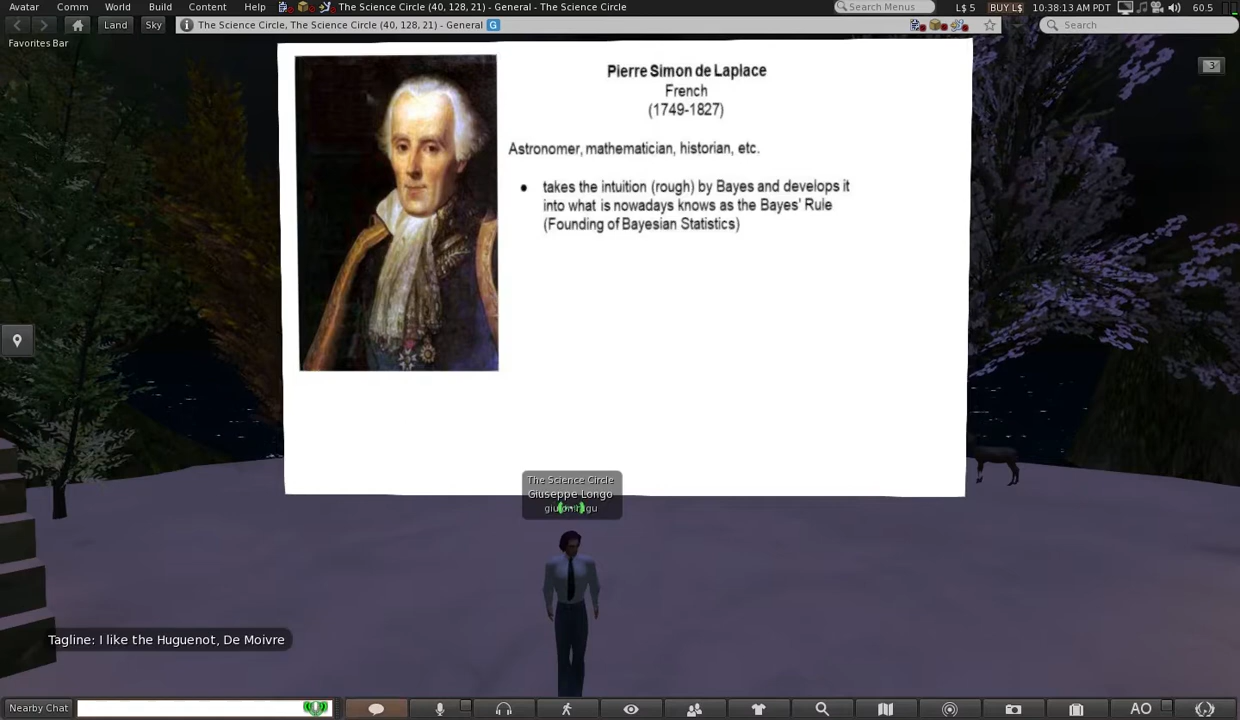 Avatar Comm World Build Content Help The Science Circle (40, 128, 21) - General - The Science Circle Search Menus L$ 5 BUY L$ 10:38:13 AM PDT 60.5
Land Sky The Science Circle, The Science Circle (40, 128, 21) - General G Search
Favorites Bar
3
Pierre Simon de Laplace
French
(1749-1827)
Astronomer, mathematician, historian, etc.
• takes the intuition (rough) by Bayes and develops it
into what is nowadays knows as the Bayes' Rule
(Founding of Bayesian Statistics)
The Science Circle
Giuseppe Longo
Tagline: I like the Huguenot, De Moivre
Nearby Chat AO